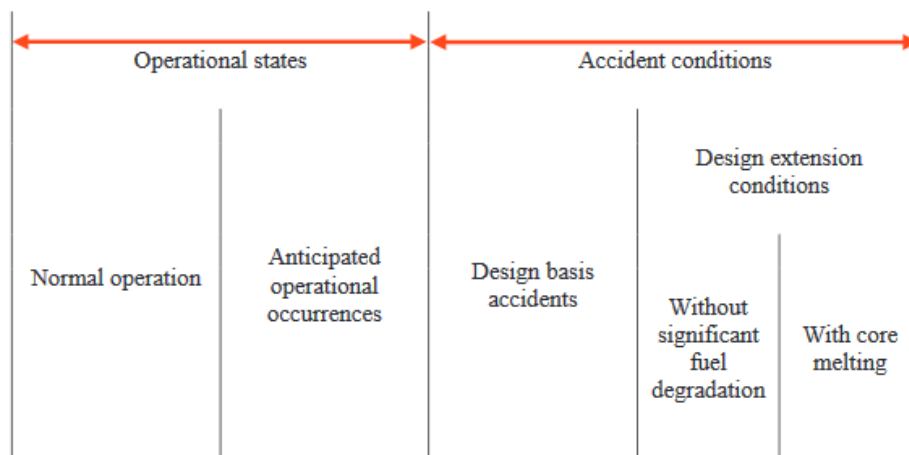 Operational states
Accident conditions
Design extension
conditions
Normal operation
Anticipated
operational
occurrences
Design basis
accidents
Without
significant
fuel
degradation
With core
melting